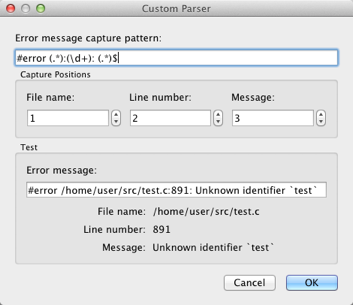 Custom Parser
Error message capture pattern:
#error (.*):(\d+): (.*)$
Capture Positions
File name: Line number: Message:
1 2 3
Test
Error message:
#error /home/user/src/test.c:891: Unknown identifier `test`
File name: /home/user/src/test.c
Line number: 891
Message: Unknown identifier `test`
Cancel OK